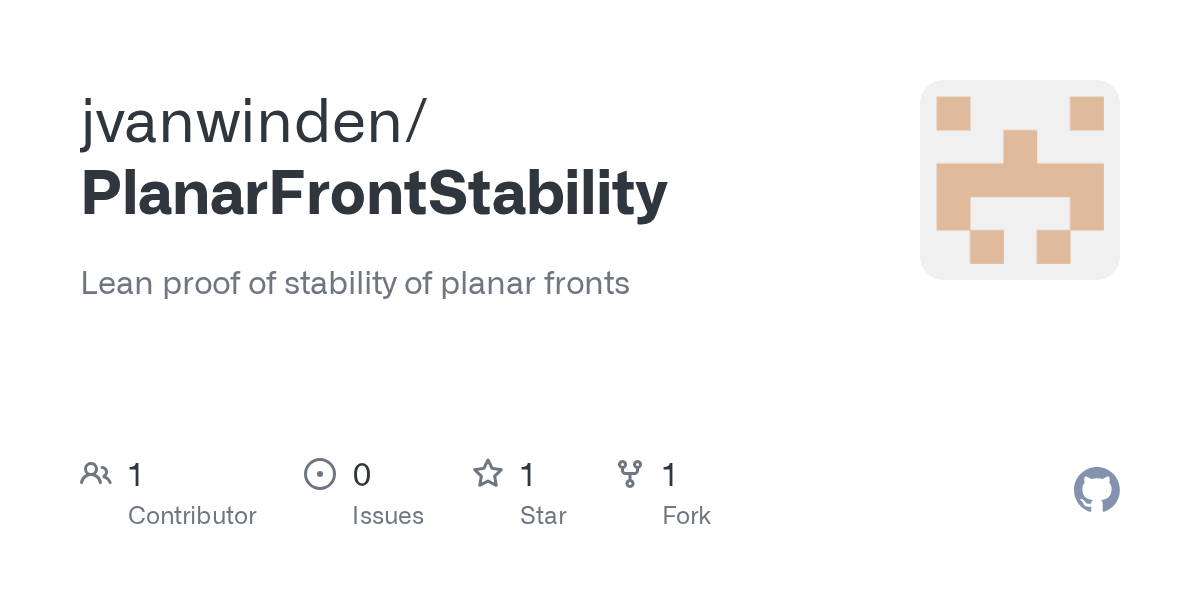 jvanwinden/
PlanarFrontStability
Lean proof of stability of planar fronts
1 0 1 1
Contributor Issues Star Fork